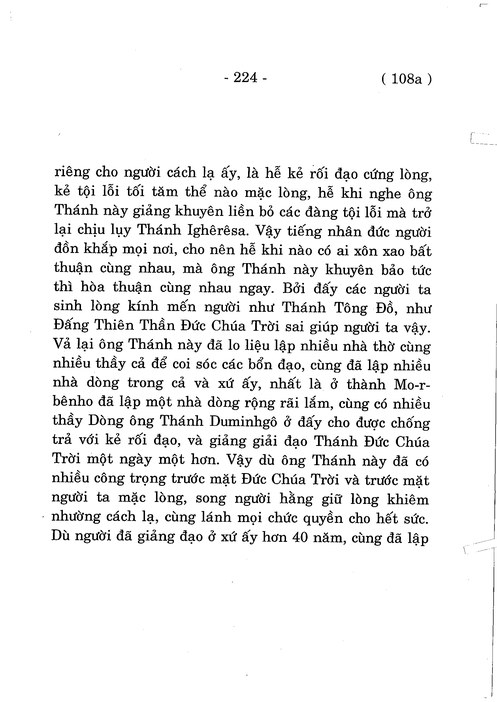 - 224 - ( 108a )
riêng cho người cách lạ ấy, là hễ kẻ rối đạo cứng lòng,
kẻ tội lỗi tối tăm thể nào mặc lòng, hễ khi nghe ông
Thánh này giảng khuyên liền bỏ các đàng tội lỗi mà trở
lại chịu lụy Thánh Ighêrêsa. Vậy tiếng nhân đức người
đồn khắp mọi nơi, cho nên hễ khi nào có ai xôn xao bất
thuận cùng nhau, mà ông Thánh này khuyên bảo tức
thì hòa thuận cùng nhau ngay. Bởi đấy các người ta
sinh lòng kính mến người như Thánh Tông Đồ, như
Đấng Thiên Thần Đức Chúa Trời sai giúp người ta vậy.
Vả lại ông Thánh này đã lo liệu lập nhiều nhà thờ cùng
nhiều thầy cả để coi sóc các bổn đạo, cùng đã lập nhiều
nhà dòng trong cả và xứ ấy, nhất là ở thành Mo-r-
bênho đã lập một nhà dòng rộng rãi lắm, cùng có nhiều
thầy Dòng ông Thánh Duminhgô ở đấy cho được chống
trả với kẻ rối đạo, và giảng giải đạo Thánh Đức Chúa
Trời một ngày một hơn. Vậy dù ông Thánh này đã có
nhiều công trọng trước mặt Đức Chúa Trời và trước mặt
người ta mặc lòng, song người hằng giữ lòng khiêm
nhường cách lạ, cùng lánh mọi chức quyền cho hết sức.
Dù người đã giảng đạo ở xứ ấy hơn 40 năm, cùng đã lập